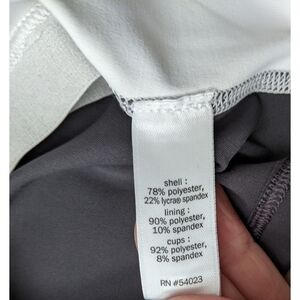 shell :
78% polyester,
22% lycra® spandex
lining :
90% polyester,
10% spandex
cups :
92% polyester,
8% spandex
RN #54023